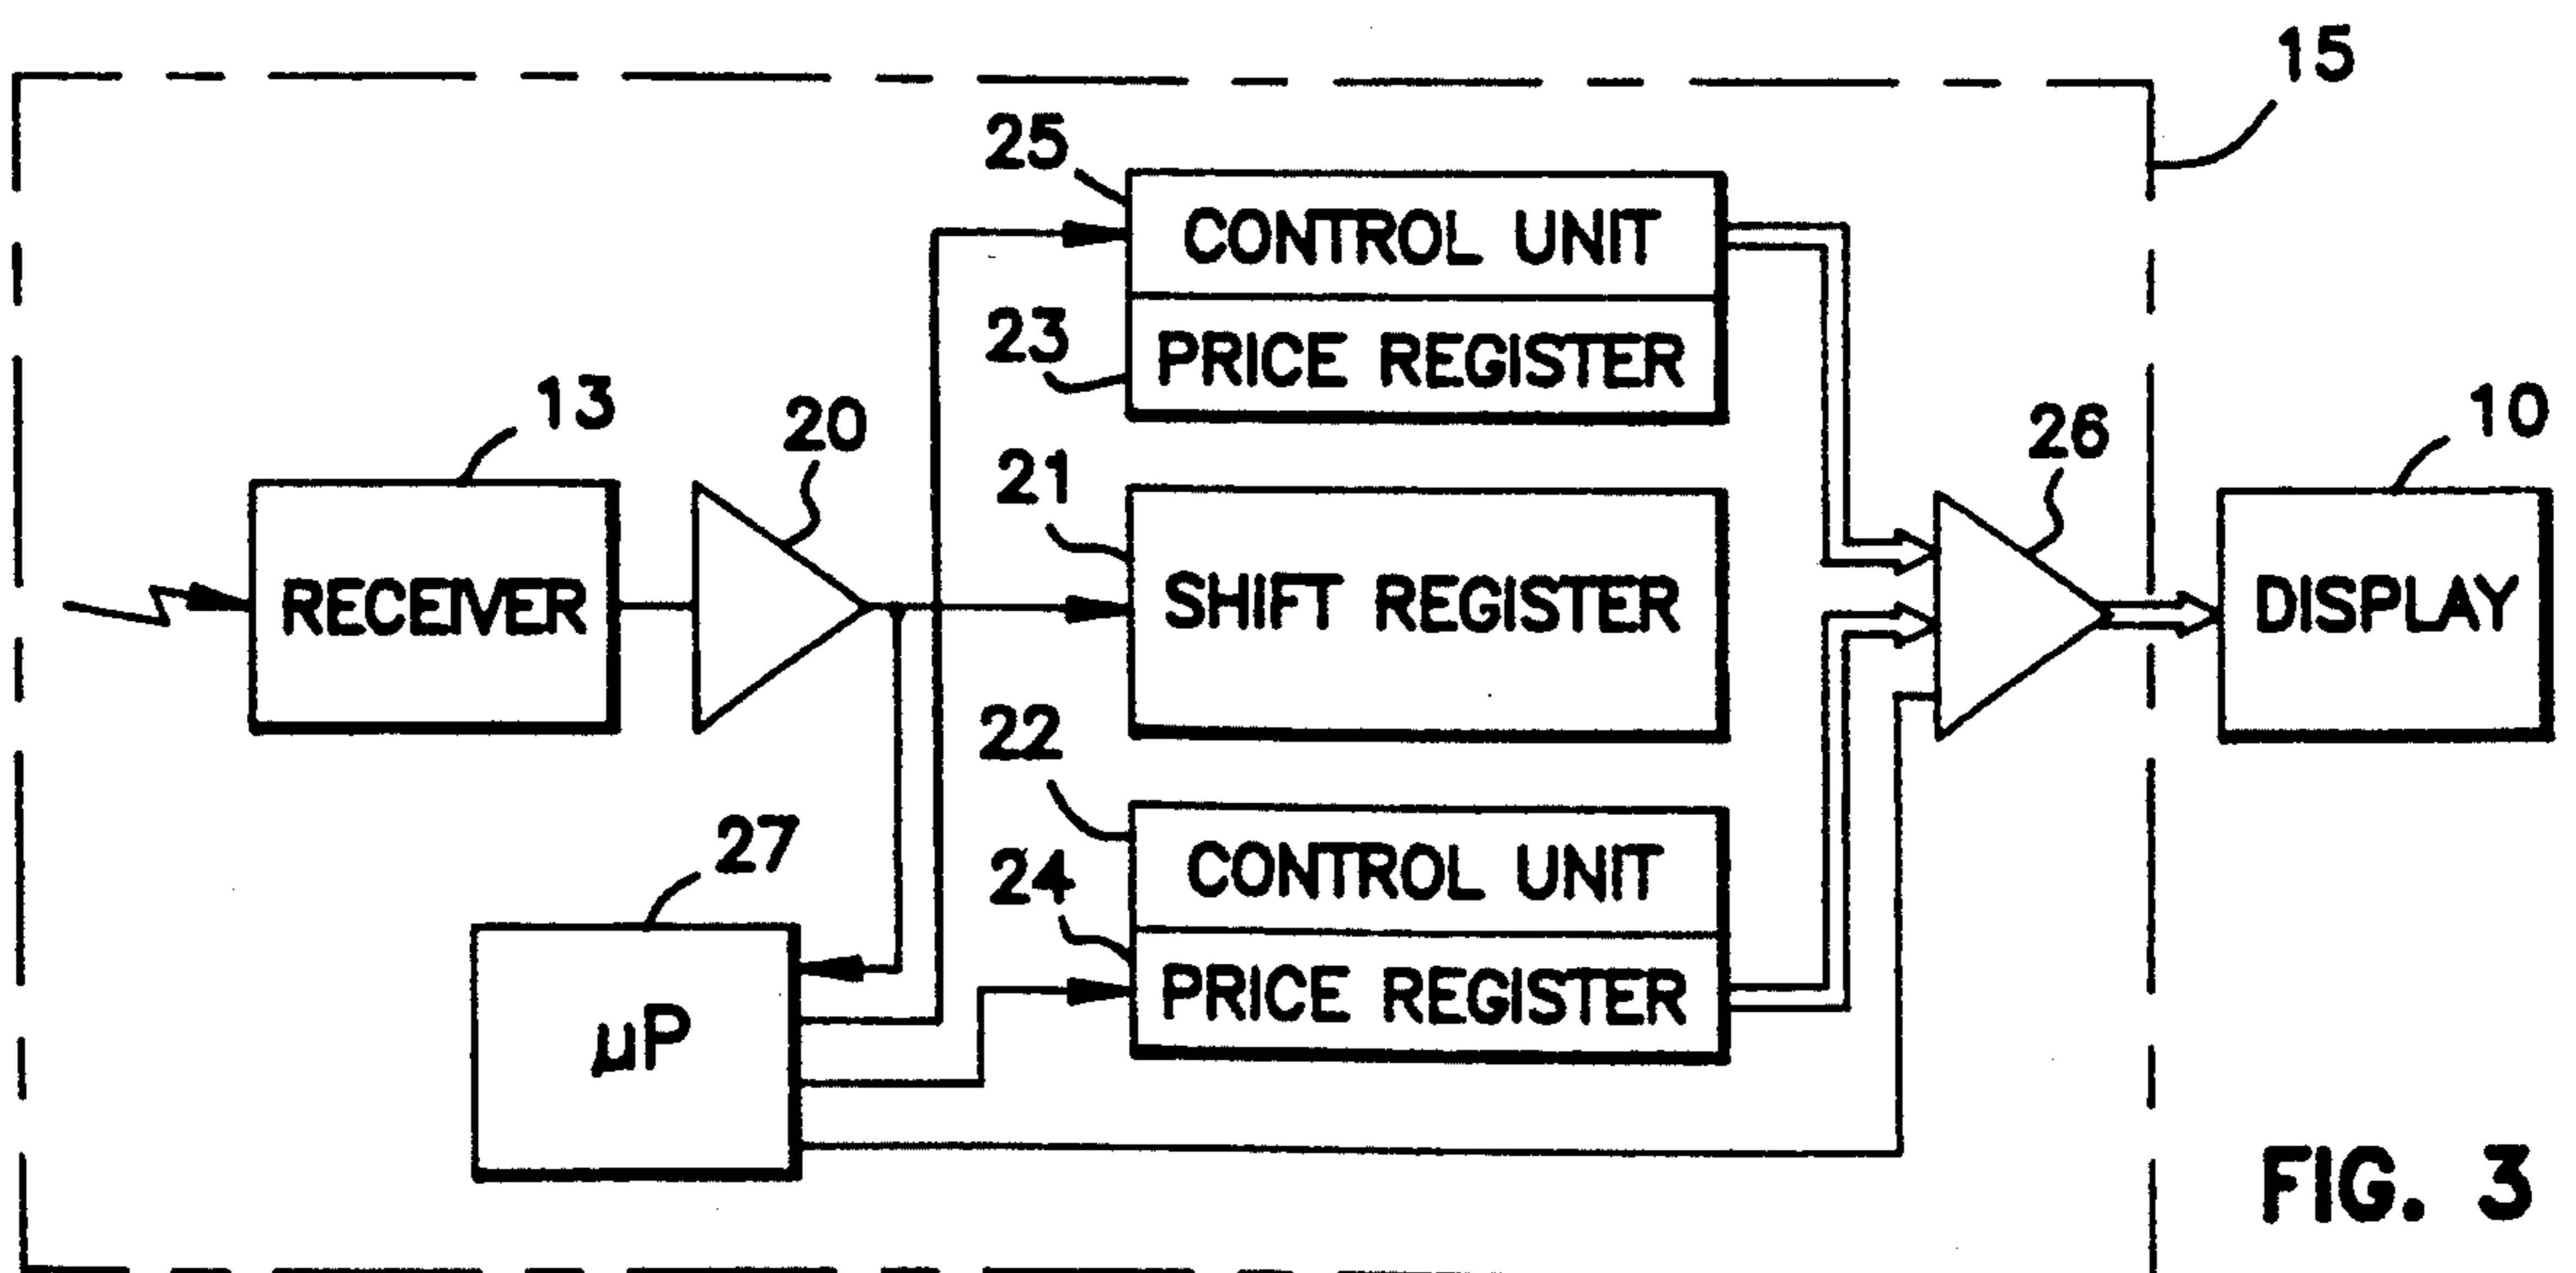 15
25
CONTROL UNIT
23
PRICE REGISTER
13
20
10
26
21
RECEIVER
SHIFT REGISTER
DISPLAY
22
CONTROL UNIT
27
24
PRICE REGISTER
μP
FIG. 3